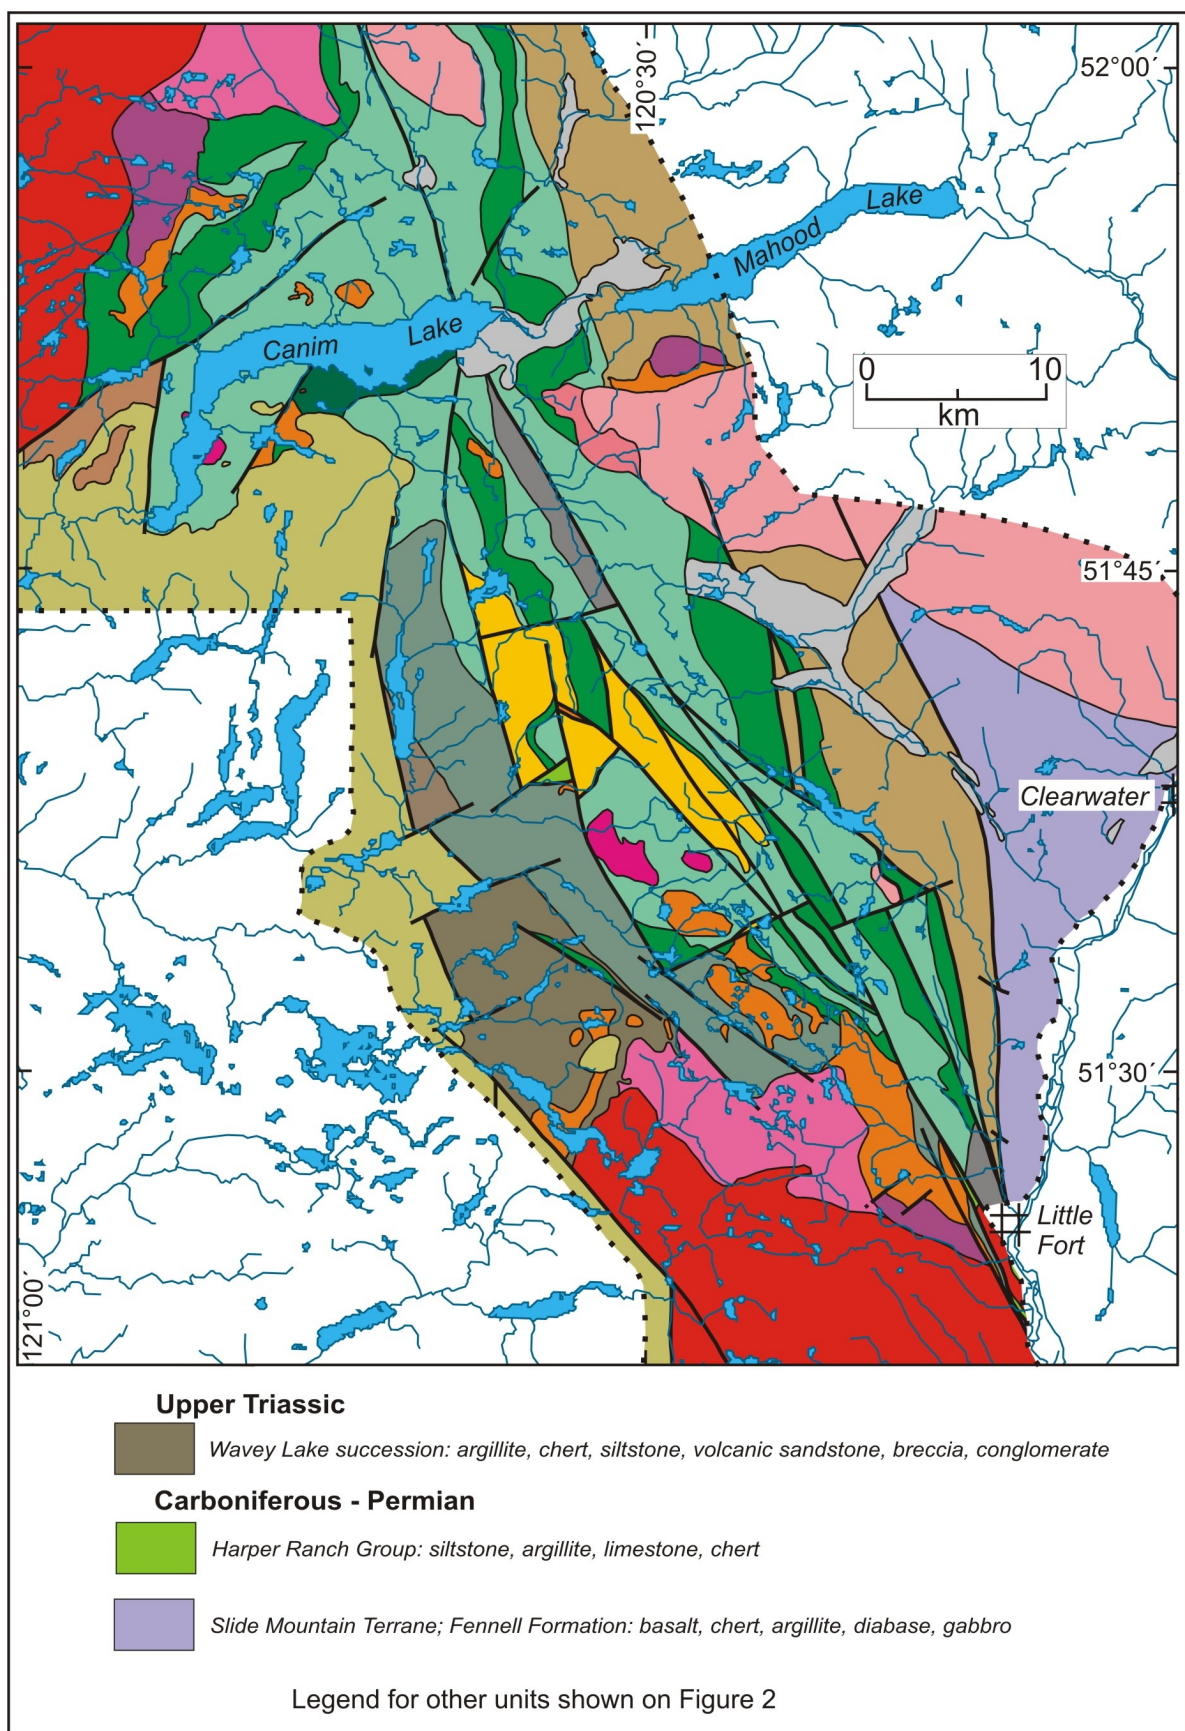 120°30´
52°00´
Mahood Lake
Canim Lake
0 10
km
51°45´
Clearwater
51°30´
Little
Fort
121°00´
Upper Triassic
Wavey Lake succession: argillite, chert, siltstone, volcanic sandstone, breccia, conglomerate
Carboniferous - Permian
Harper Ranch Group: siltstone, argillite, limestone, chert
Slide Mountain Terrane; Fennell Formation: basalt, chert, argillite, diabase, gabbro
Legend for other units shown on Figure 2